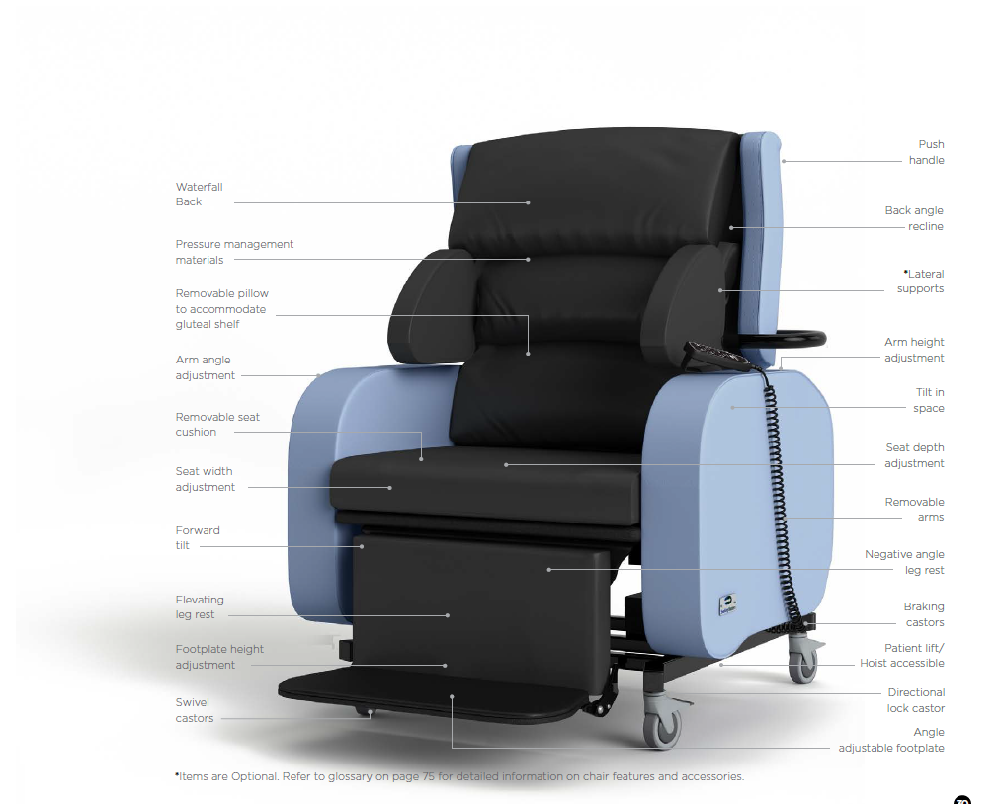 Waterfall
Back
Pressure management
materials
Removable pillow
to accommodate
gluteal shelf
Arm angle
adjustment
Removable seat
cushion
Seat width
adjustment
Forward
tilt
Elevating
leg rest
Footplate height
adjustment
Swivel
castors
Push
handle
Back angle
recline
*Lateral
supports
Arm height
adjustment
Tilt in
space
Seat depth
adjustment
Removable
arms
Negative angle
leg rest
Braking
castors
Patient lift/
Hoist accessible
Directional
lock castor
Angle
adjustable footplate
*Items are Optional. Refer to glossary on page 75 for detailed information on chair features and accessories.